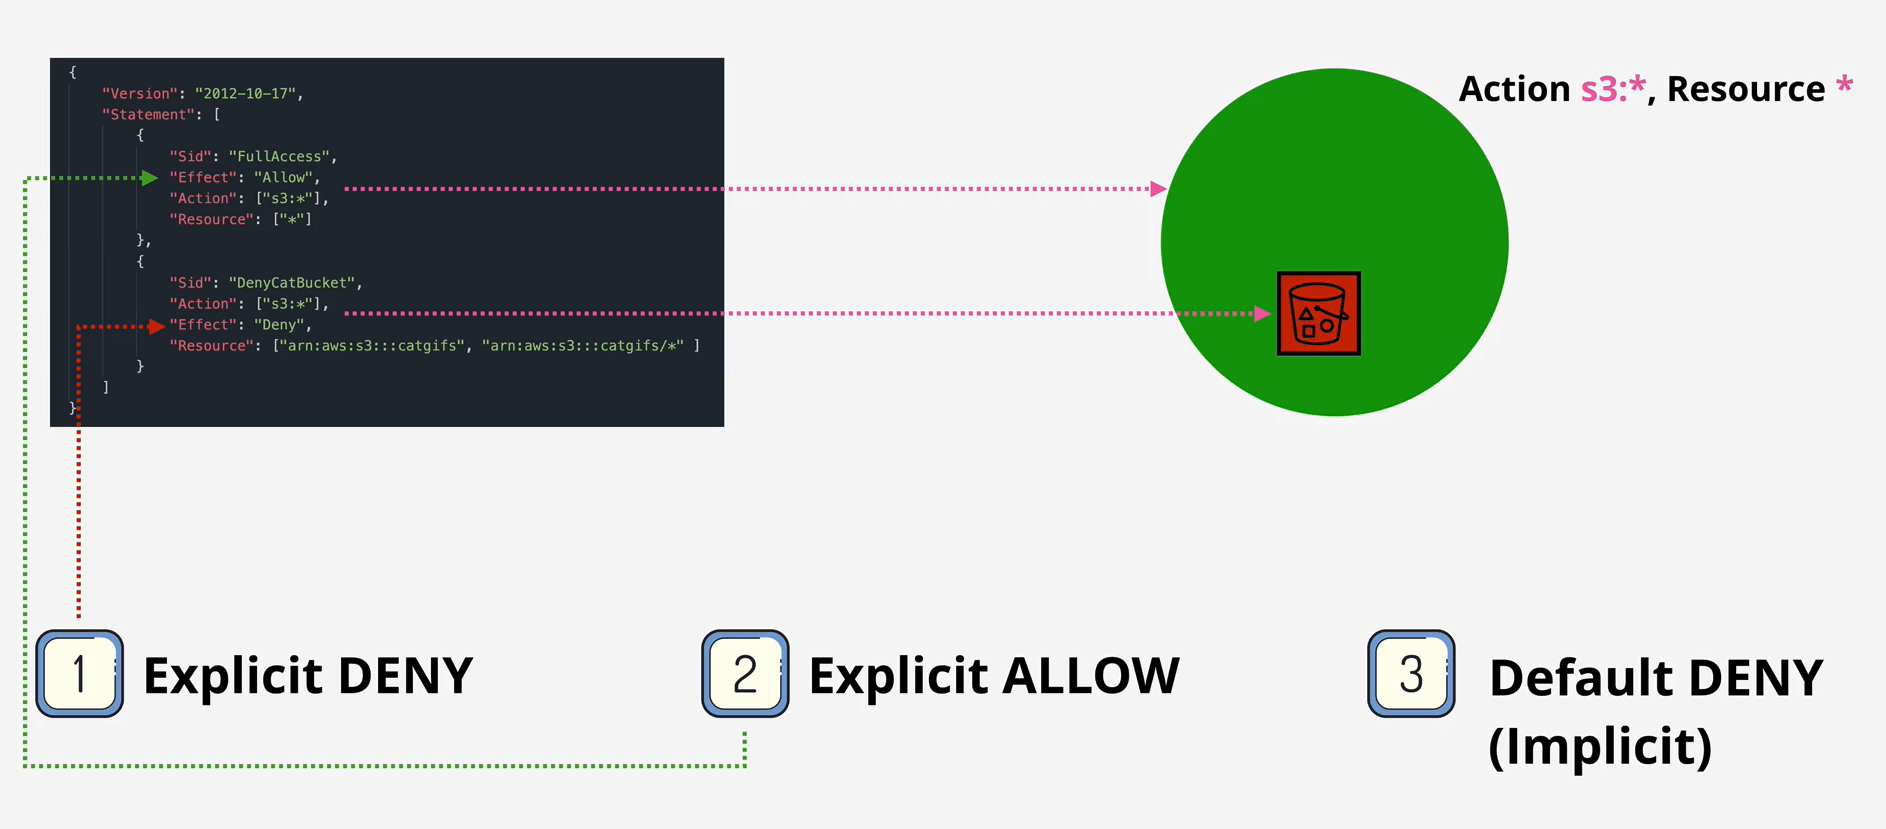 {
"Version": "2012-10-17",
"Statement": [
{
"Sid": "FullAccess",
"Effect": "Allow",
"Action": ["s3:*"],
"Resource": ["*"]
},
{
"Sid": "DenyCatBucket",
"Action": ["s3:*"],
"Effect": "Deny",
"Resource": ["arn:aws:s3:::catgifs", "arn:aws:s3:::catgifs/*" ]
}
]
}
Action s3:*, Resource *
1 Explicit DENY
2 Explicit ALLOW
3 Default DENY
(Implicit)